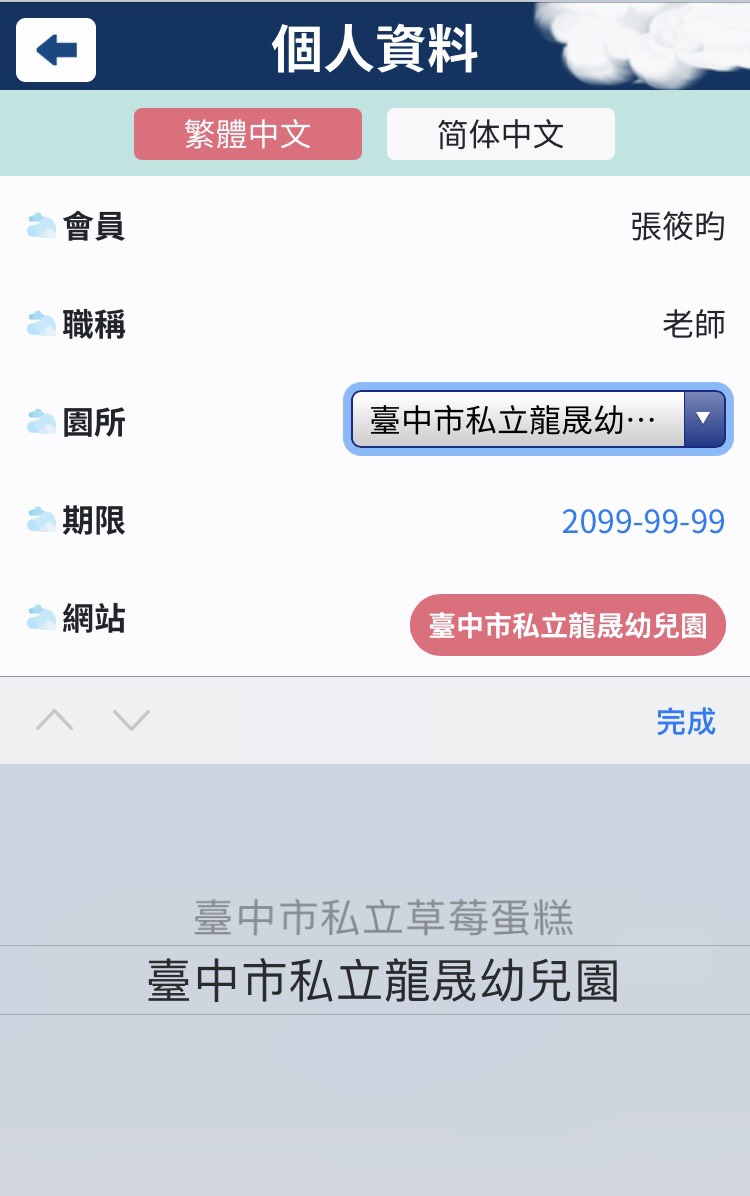 個人資料
繁體中文 简体中文
會員 張筱昀
職稱 老師
園所 臺中市私立龍晟幼…
期限 2099-99-99
網站 臺中市私立龍晟幼兒園
完成
臺中市私立草莓蛋糕
臺中市私立龍晟幼兒園